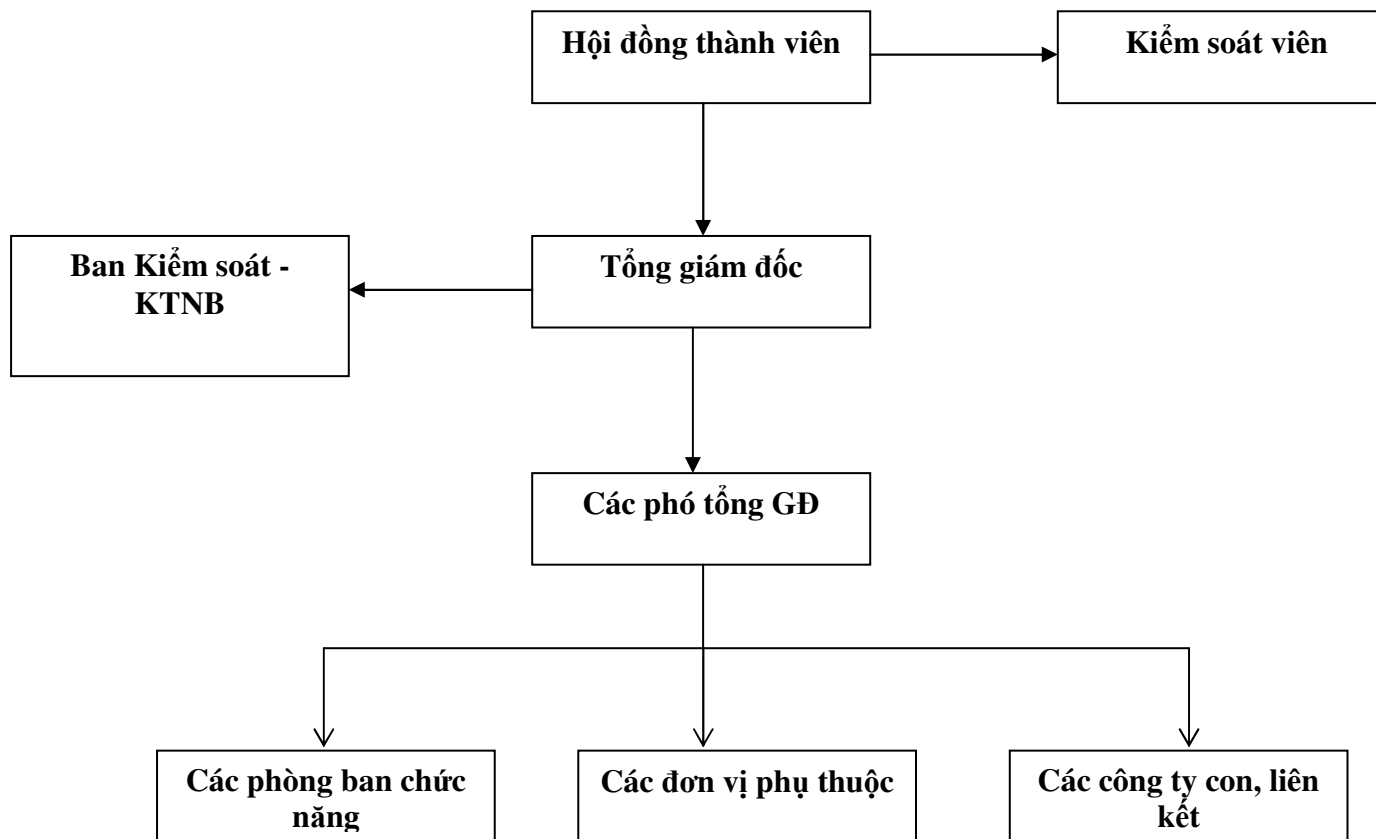 Hội đồng thành viên
Kiểm soát viên
Ban Kiểm soát -
KTNB
Tổng giám đốc
Các phó tổng GĐ
Các phòng ban chức
năng
Các đơn vị phụ thuộc
Các công ty con, liên
kết